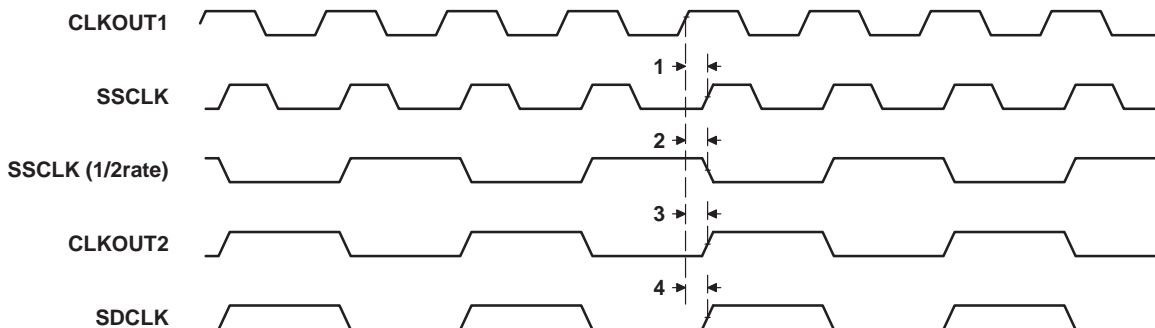 CLKOUT1
1
SSCLK
2
SSCLK (1/2rate)
3
CLKOUT2
4
SDCLK